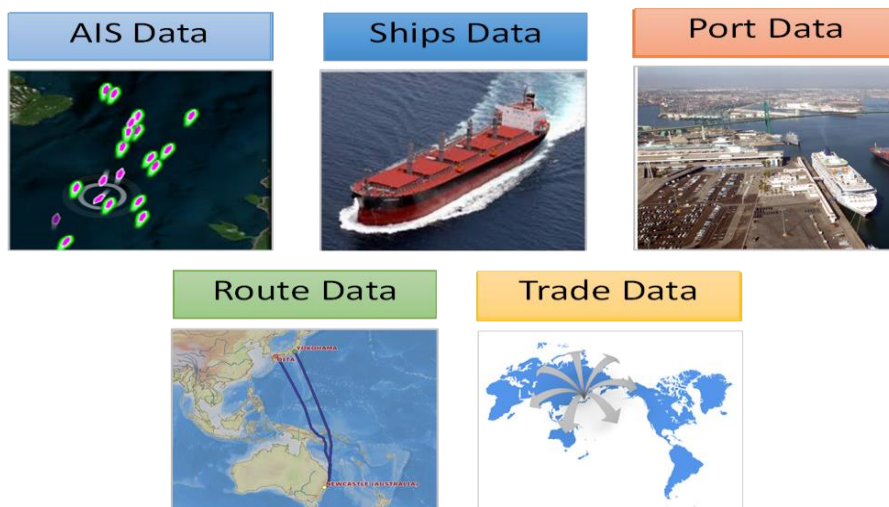 AIS Data
Ships Data
Port Data
Route Data
Trade Data
YOKOHAMA
OITA
NEWCASTLE (AUSTRALIA)